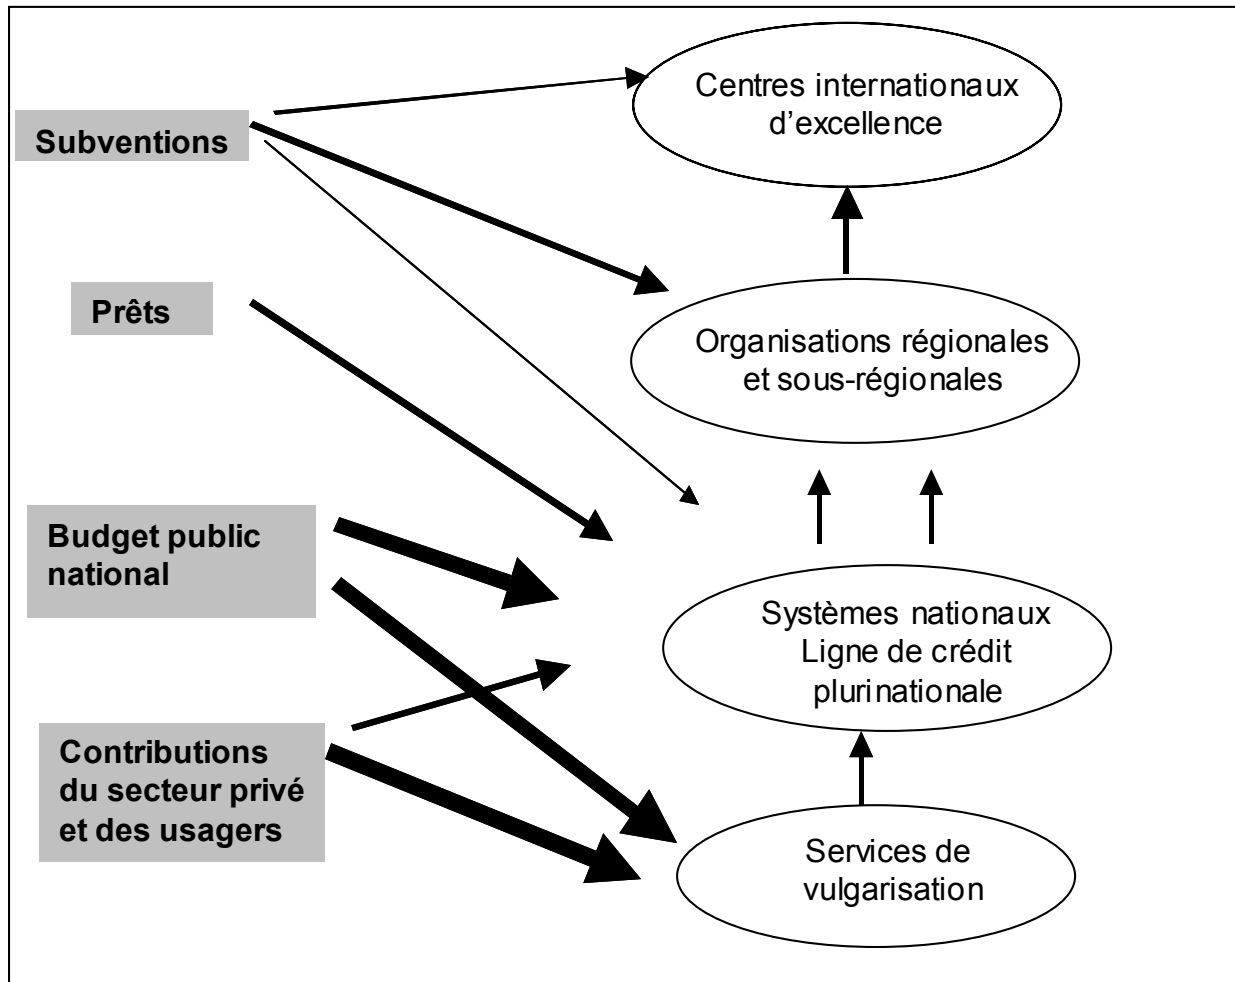 Centres internationaux
d'excellence
Subventions
Prêts
Organisations régionales
et sous-régionales
Budget public
national
Systèmes nationaux
Ligne de crédit
plurinationale
Contributions
du secteur privé
et des usagers
Services de
vulgarisation